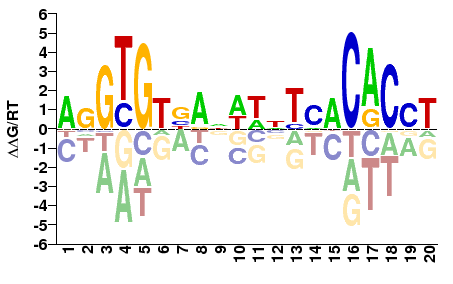 6
5
4
3
2
1
0
-1
-2
-3
-4
-5
-6
ΔΔG/RT
A G G T G T G A A T T A C A C A C C T
C G T C
C T T A G C G A C C G G T C T C A A G
A A T A T T
G
1 2 3 4 5 6 7 8 9 10 11 12 13 14 15 16 17 18 19 20